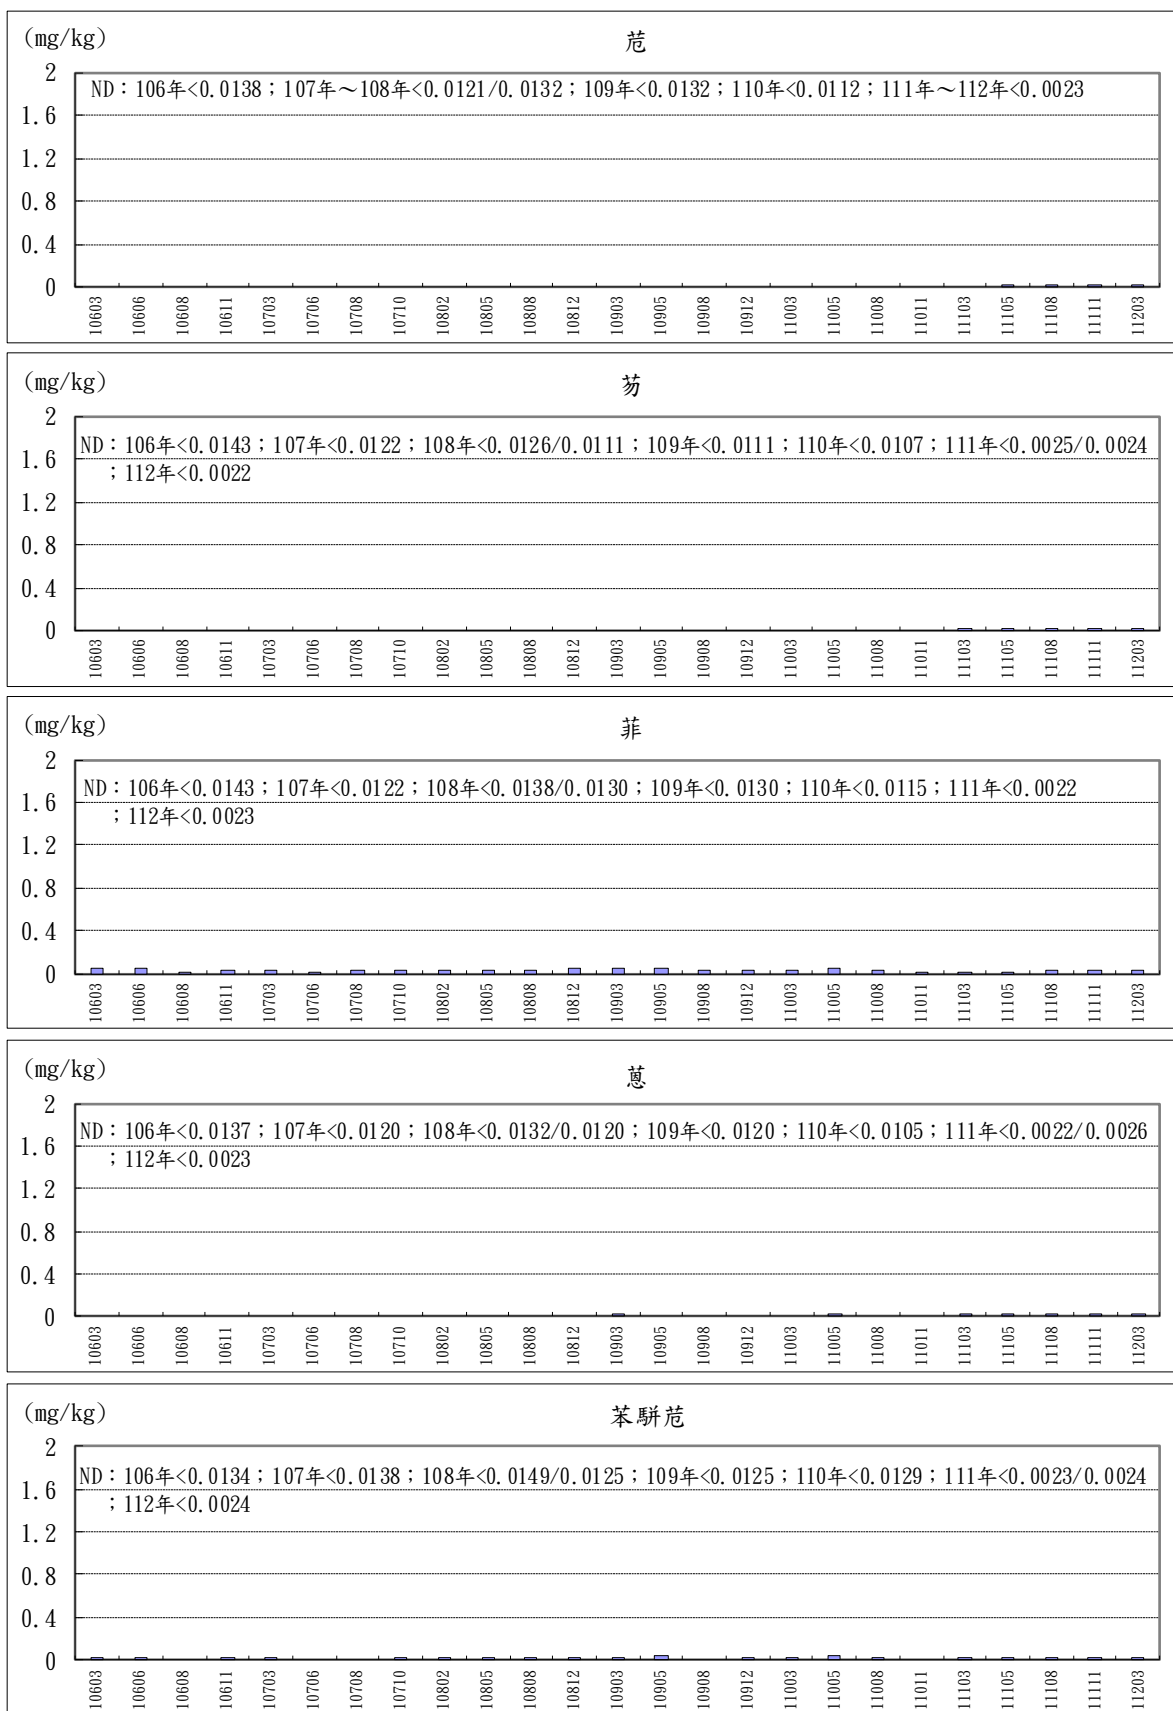 (mg/kg)
苊
2
ND：106年<0.0138；107年～108年<0.0121/0.0132；109年<0.0132；110年<0.0112；111年～112年<0.0023
1.6
1.2
0.8
0.4
0
10603 10606 10608 10611 10703 10706 10708 10710 10802 10805 10808 10812 10903 10905 10908 10912 11003 11005 11008 11011 11103 11105 11108 11111 11203
(mg/kg)
芴
2
ND：106年<0.0143；107年<0.0122；108年<0.0126/0.0111；109年<0.0111；110年<0.0107；111年<0.0025/0.0024
1.6
；112年<0.0022
1.2
0.8
0.4
0
10603 10606 10608 10611 10703 10706 10708 10710 10802 10805 10808 10812 10903 10905 10908 10912 11003 11005 11008 11011 11103 11105 11108 11111 11203
(mg/kg)
菲
2
ND：106年<0.0143；107年<0.0122；108年<0.0138/0.0130；109年<0.0130；110年<0.0115；111年<0.0022
1.6
；112年<0.0023
1.2
0.8
0.4
0
10603 10606 10608 10611 10703 10706 10708 10710 10802 10805 10808 10812 10903 10905 10908 10912 11003 11005 11008 11011 11103 11105 11108 11111 11203
(mg/kg)
蒽
2
ND：106年<0.0137；107年<0.0120；108年<0.0132/0.0120；109年<0.0120；110年<0.0105；111年<0.0022/0.0026
1.6
；112年<0.0023
1.2
0.8
0.4
0
10603 10606 10608 10611 10703 10706 10708 10710 10802 10805 10808 10812 10903 10905 10908 10912 11003 11005 11008 11011 11103 11105 11108 11111 11203
(mg/kg)
苯駢苊
2
ND：106年<0.0134；107年<0.0138；108年<0.0149/0.0125；109年<0.0125；110年<0.0129；111年<0.0023/0.0024
1.6
；112年<0.0024
1.2
0.8
0.4
0
10603 10606 10608 10611 10703 10706 10708 10710 10802 10805 10808 10812 10903 10905 10908 10912 11003 11005 11008 11011 11103 11105 11108 11111 11203